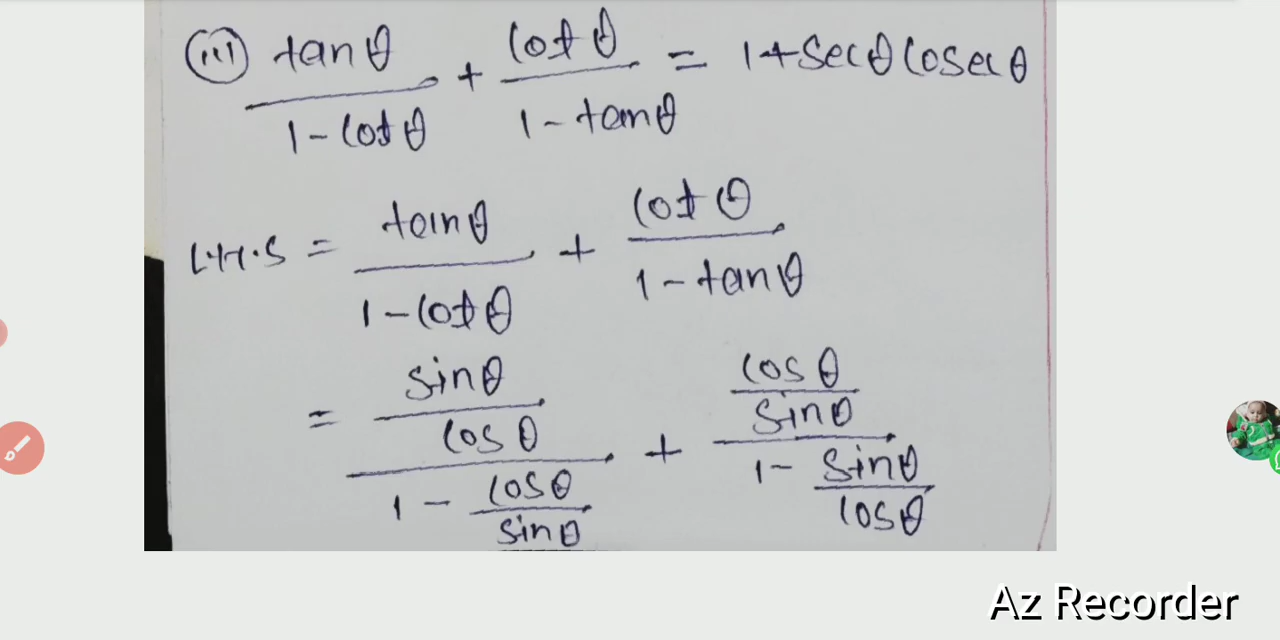 (iii) tanθ/(1-cotθ) + cotθ/(1-tanθ) = 1+secθcosecθ
L.H.S = tanθ/(1-cotθ) + cotθ/(1-tanθ)
= (sinθ/cosθ)/(1-cosθ/sinθ) + (cosθ/sinθ)/(1-sinθ/cosθ)
Az Recorder